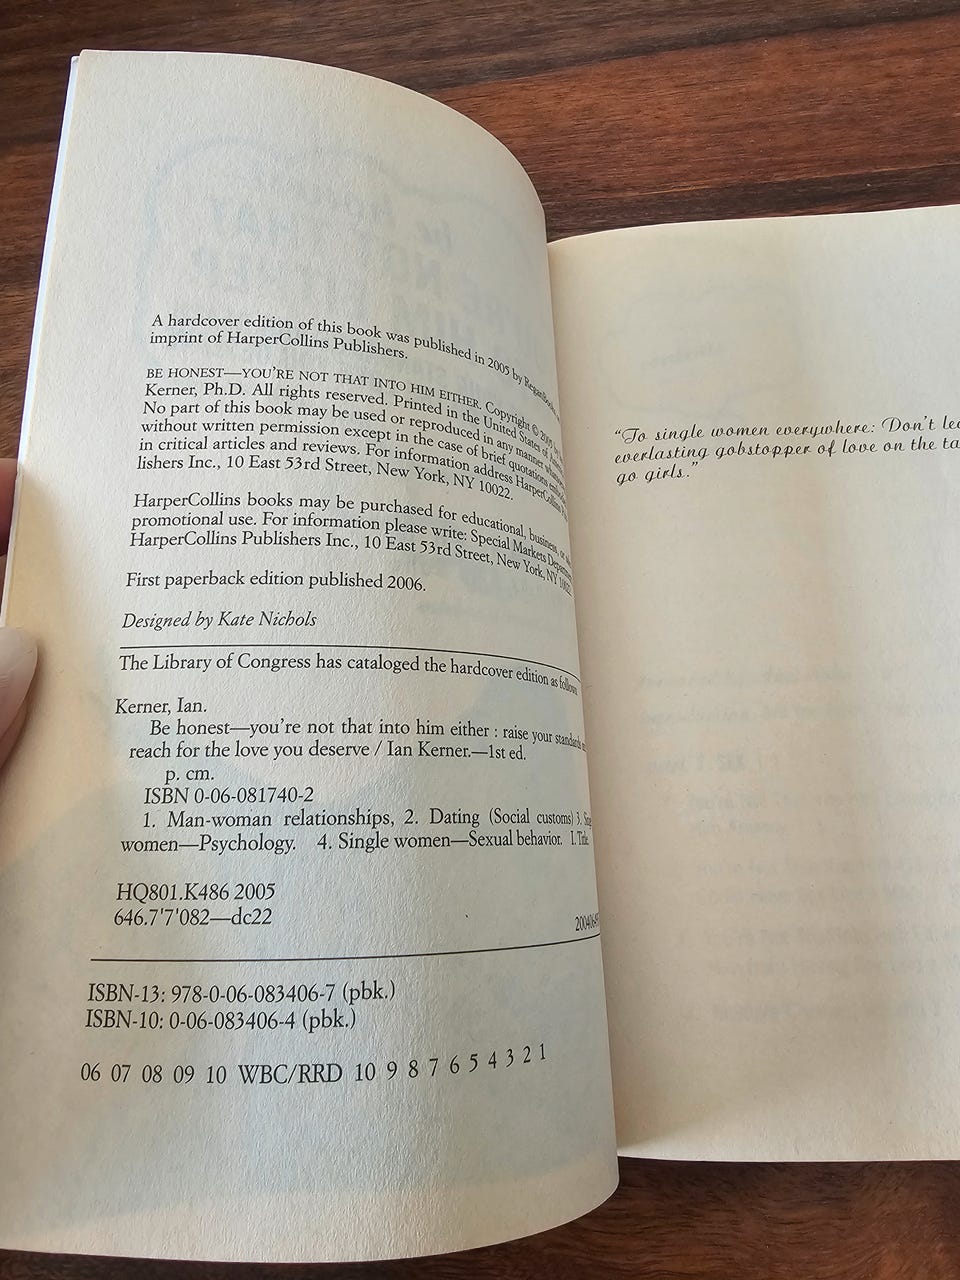 A hardcover edition of this book was published in 2005 by ReganBooks,
imprint of HarperCollins Publishers.
BE HONEST—YOU'RE NOT THAT INTO HIM EITHER. Copyright © 2005
Kerner, Ph.D. All rights reserved. Printed in the United States of
No part of this book may be used or reproduced in any manner
without written permission except in the case of brief quotations
in critical articles and reviews. For information address HarperCollins
lishers Inc., 10 East 53rd Street, New York, NY 10022.
HarperCollins books may be purchased for educational, business, or
promotional use. For information please write: Special Markets Department
HarperCollins Publishers Inc., 10 East 53rd Street, New York, NY 10022
First paperback edition published 2006.
Designed by Kate Nichols
The Library of Congress has cataloged the hardcover edition as follows
Kerner, Ian.
Be honest—you're not that into him either : raise your standards
reach for the love you deserve / Ian Kerner.—1st ed.
p. cm.
ISBN 0-06-081740-2
1. Man-woman relationships, 2. Dating (Social customs) 3.
women—Psychology. 4. Single women—Sexual behavior. I. Title
HQ801.K486 2005
646.7'7'082—dc22
ISBN-13: 978-0-06-083406-7 (pbk.)
ISBN-10: 0-06-083406-4 (pbk.)
06 07 08 09 10 WBC/RRD 10 9 8 7 6 5 4 3 2 1
"To single women everywhere: Don't
everlasting gobstopper of love on the
go girls."